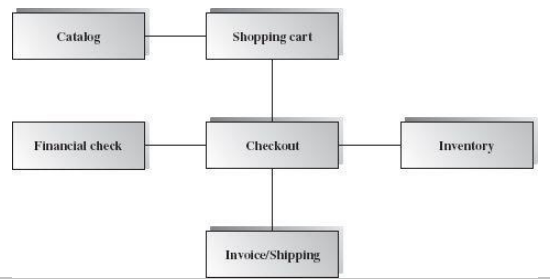 Catalog
Shopping cart
Financial check
Checkout
Inventory
Invoice/Shipping